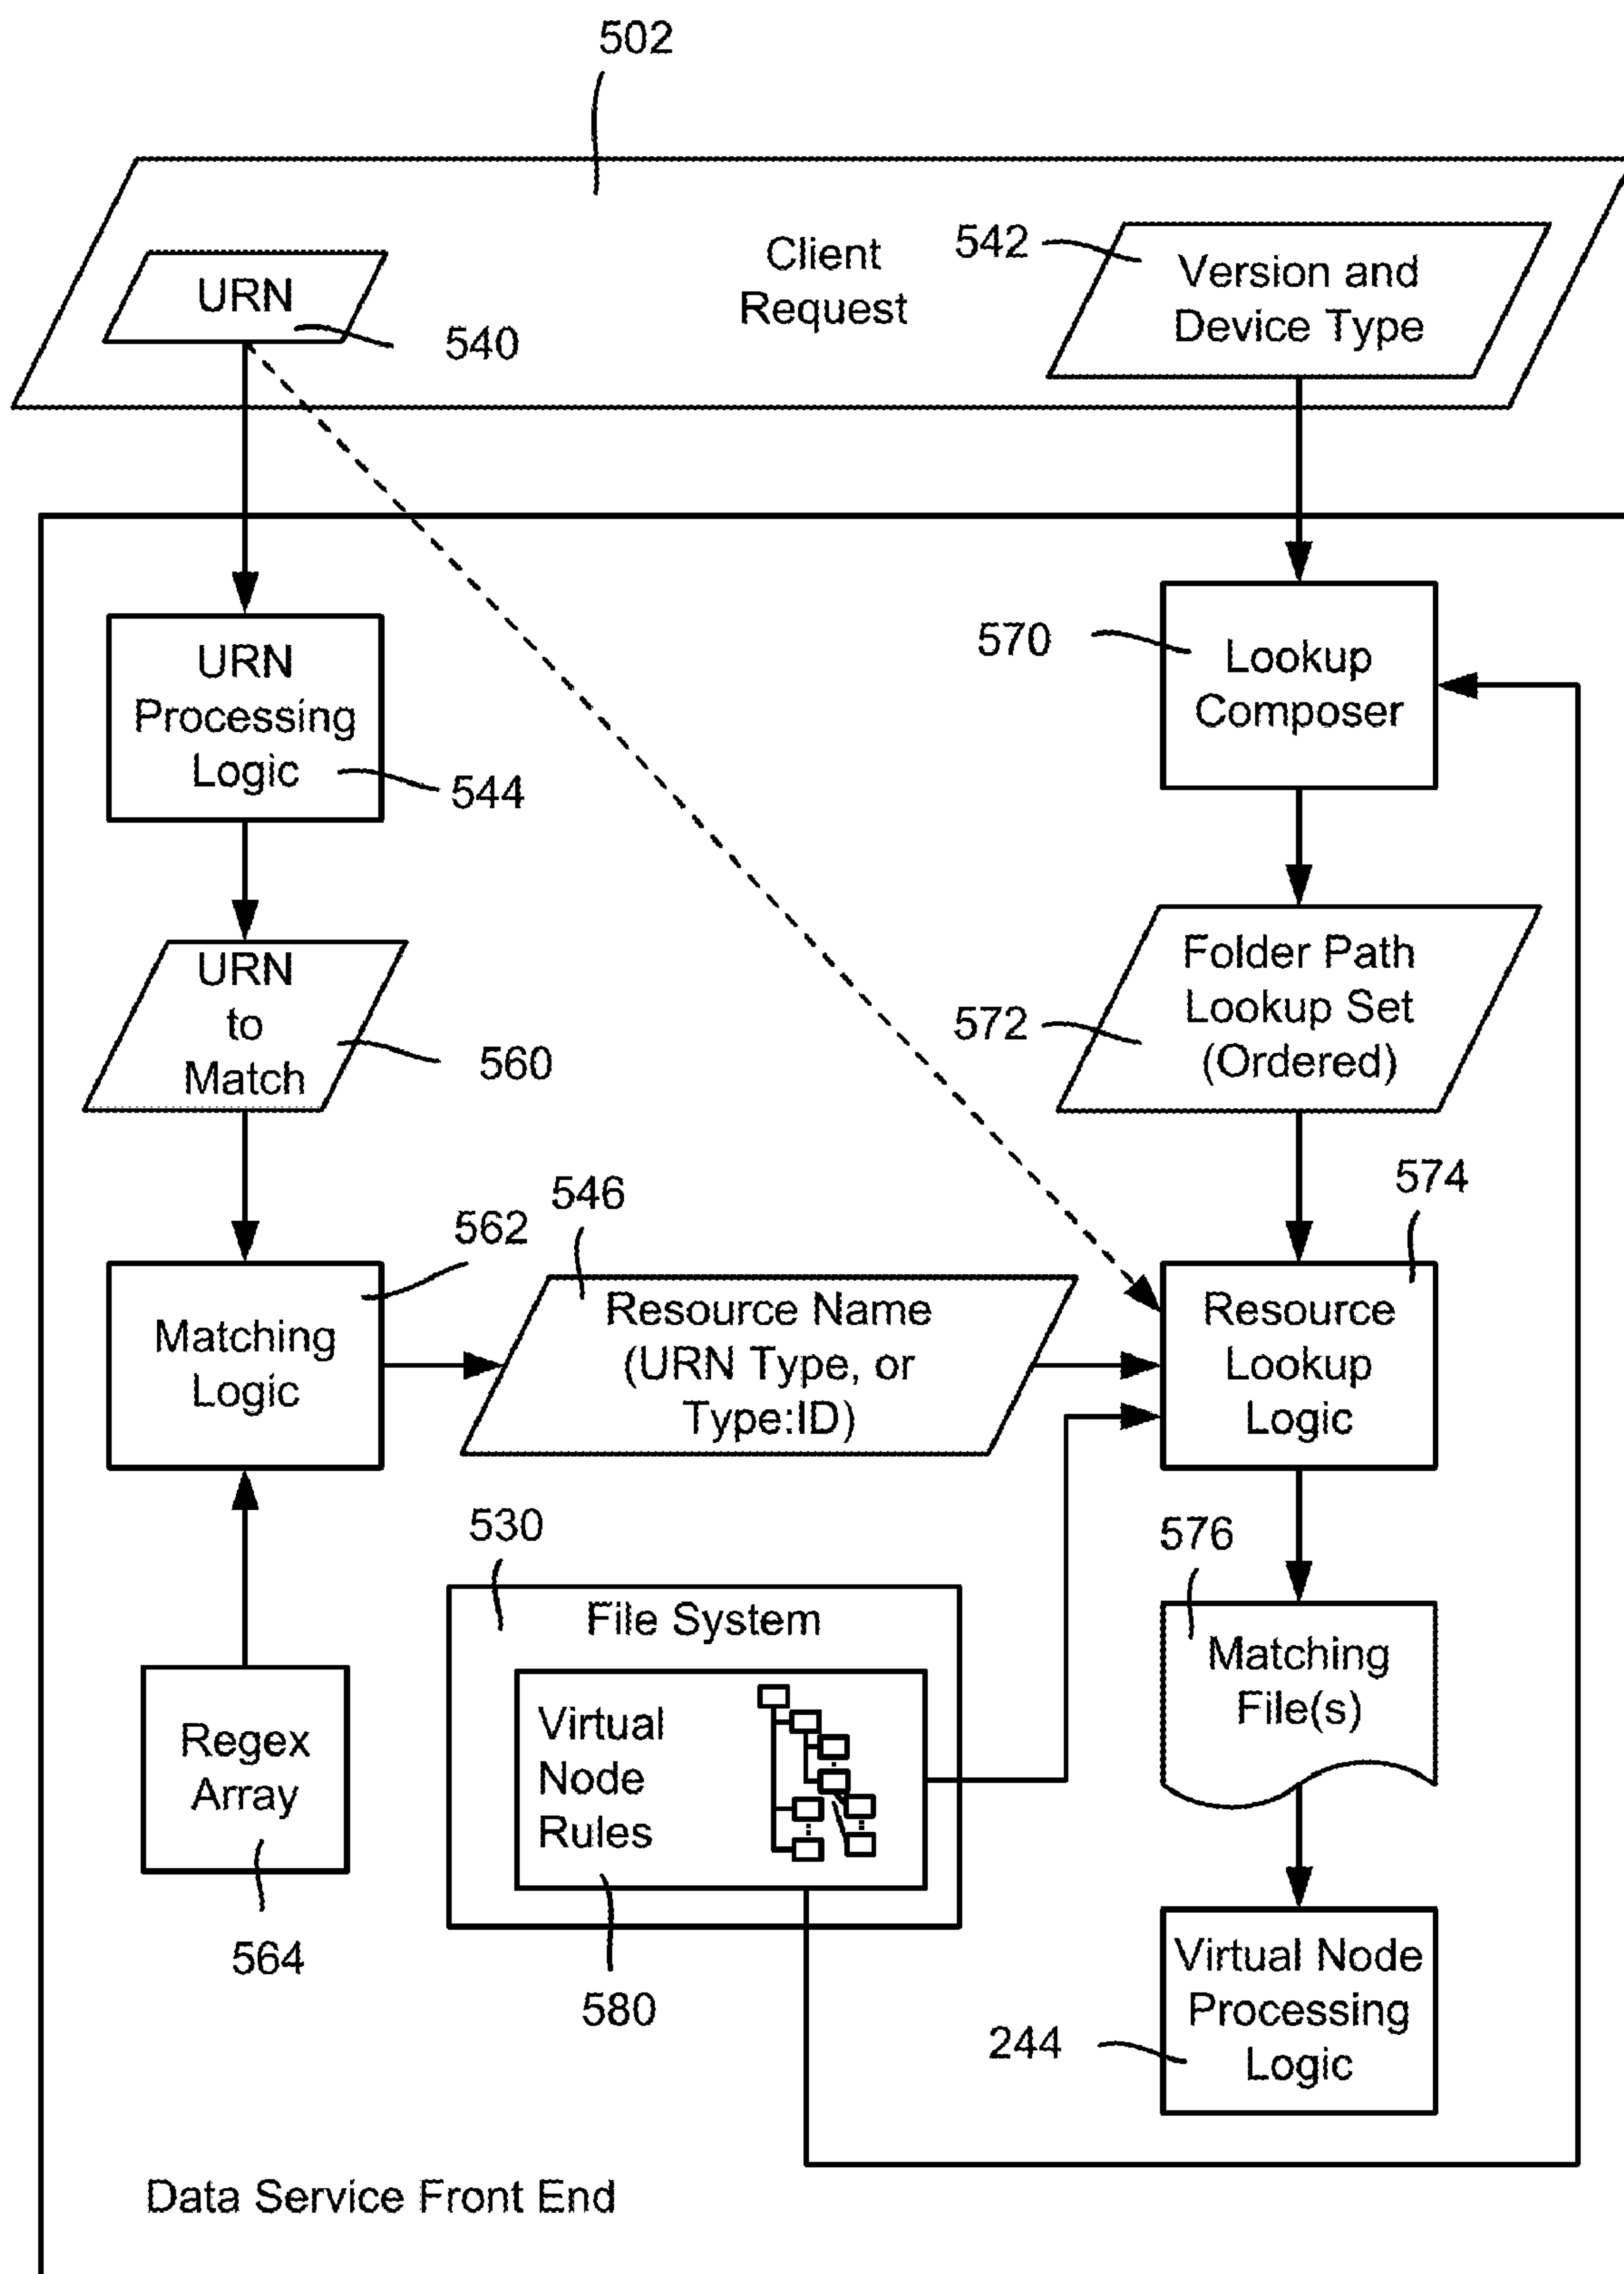 502
Client
Request
URN
540
542
Version and
Device Type
URN
Processing
Logic
544
570
Lookup
Composer
URN
to
Match
560
572
Folder Path
Lookup Set
(Ordered)
562
Matching
Logic
546
Resource Name
(URN Type, or
Type:ID)
574
Resource
Lookup
Logic
530
File System
Virtual
Node
Rules
580
576
Matching
File(s)
Regex
Array
564
244
Virtual Node
Processing
Logic
Data Service Front End